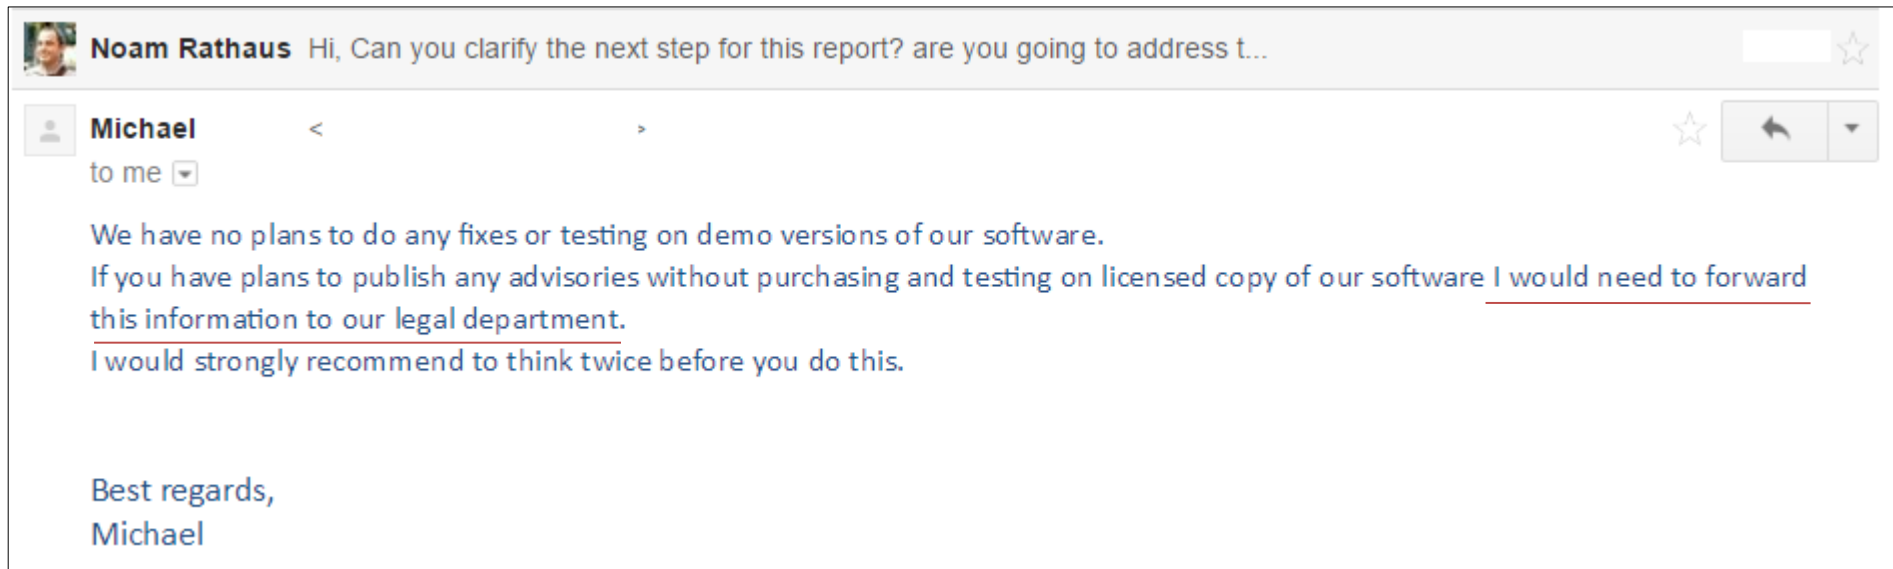 Noam Rathaus Hi, Can you clarify the next step for this report? are you going to address t...
Michael < >
to me
We have no plans to do any fixes or testing on demo versions of our software.
If you have plans to publish any advisories without purchasing and testing on licensed copy of our software I would need to forward
this information to our legal department.
I would strongly recommend to think twice before you do this.
Best regards,
Michael